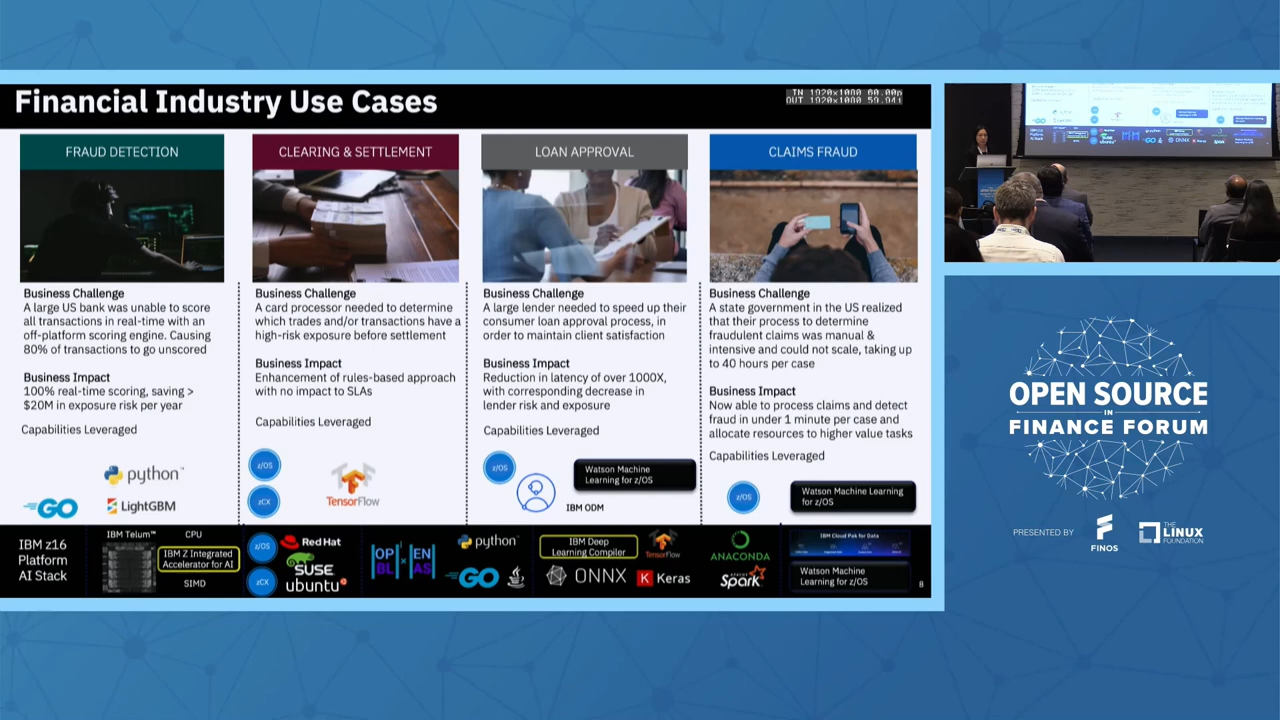 Financial Industry Use Cases
IN 1920x1080 60.00p
OUT 1920x1080 59.94i
FRAUD DETECTION
Business Challenge
A large US bank was unable to score
all transactions in real-time with an
off-platform scoring engine. Causing
80% of transactions to go unscored
Business Impact
100% real-time scoring, saving >
$20M in exposure risk per year
Capabilities Leveraged
python™
GO
LightGBM
CLEARING & SETTLEMENT
Business Challenge
A card processor needed to determine
which trades and/or transactions have a
high-risk exposure before settlement
Business Impact
Enhancement of rules-based approach
with no impact to SLAs
Capabilities Leveraged
z/OS
zCX
TensorFlow
LOAN APPROVAL
Business Challenge
A large lender needed to speed up their
consumer loan approval process, in
order to maintain client satisfaction
Business Impact
Reduction in latency of over 1000X,
with corresponding decrease in
lender risk and exposure
Capabilities Leveraged
z/OS
Watson Machine
Learning for z/OS
IBM ODM
CLAIMS FRAUD
Business Challenge
A state government in the US realized
that their process to determine
fraudulent claims was manual &
intensive and could not scale, taking up
to 40 hours per case
Business Impact
Now able to process claims and detect
fraud in under 1 minute per case and
allocate resources to higher value tasks
Capabilities Leveraged
z/OS
Watson Machine Learning
for z/OS
IBM z16
Platform
AI Stack
IBM Telum™
CPU
IBM Z Integrated
Accelerator for AI
SIMD
z/OS
zCX
Red Hat
SUSE
ubuntu
OP EN
BL AS
python
GO
IBM Deep
Learning Compiler
TensorFlow
ONNX
K Keras
ANACONDA
APACHE
Spark
IBM Cloud Pak for Data
Watson Machine
Learning for z/OS
8
OPEN SOURCE
IN
FINANCE FORUM
PRESENTED BY
FINOS
THE
LINUX
FOUNDATION